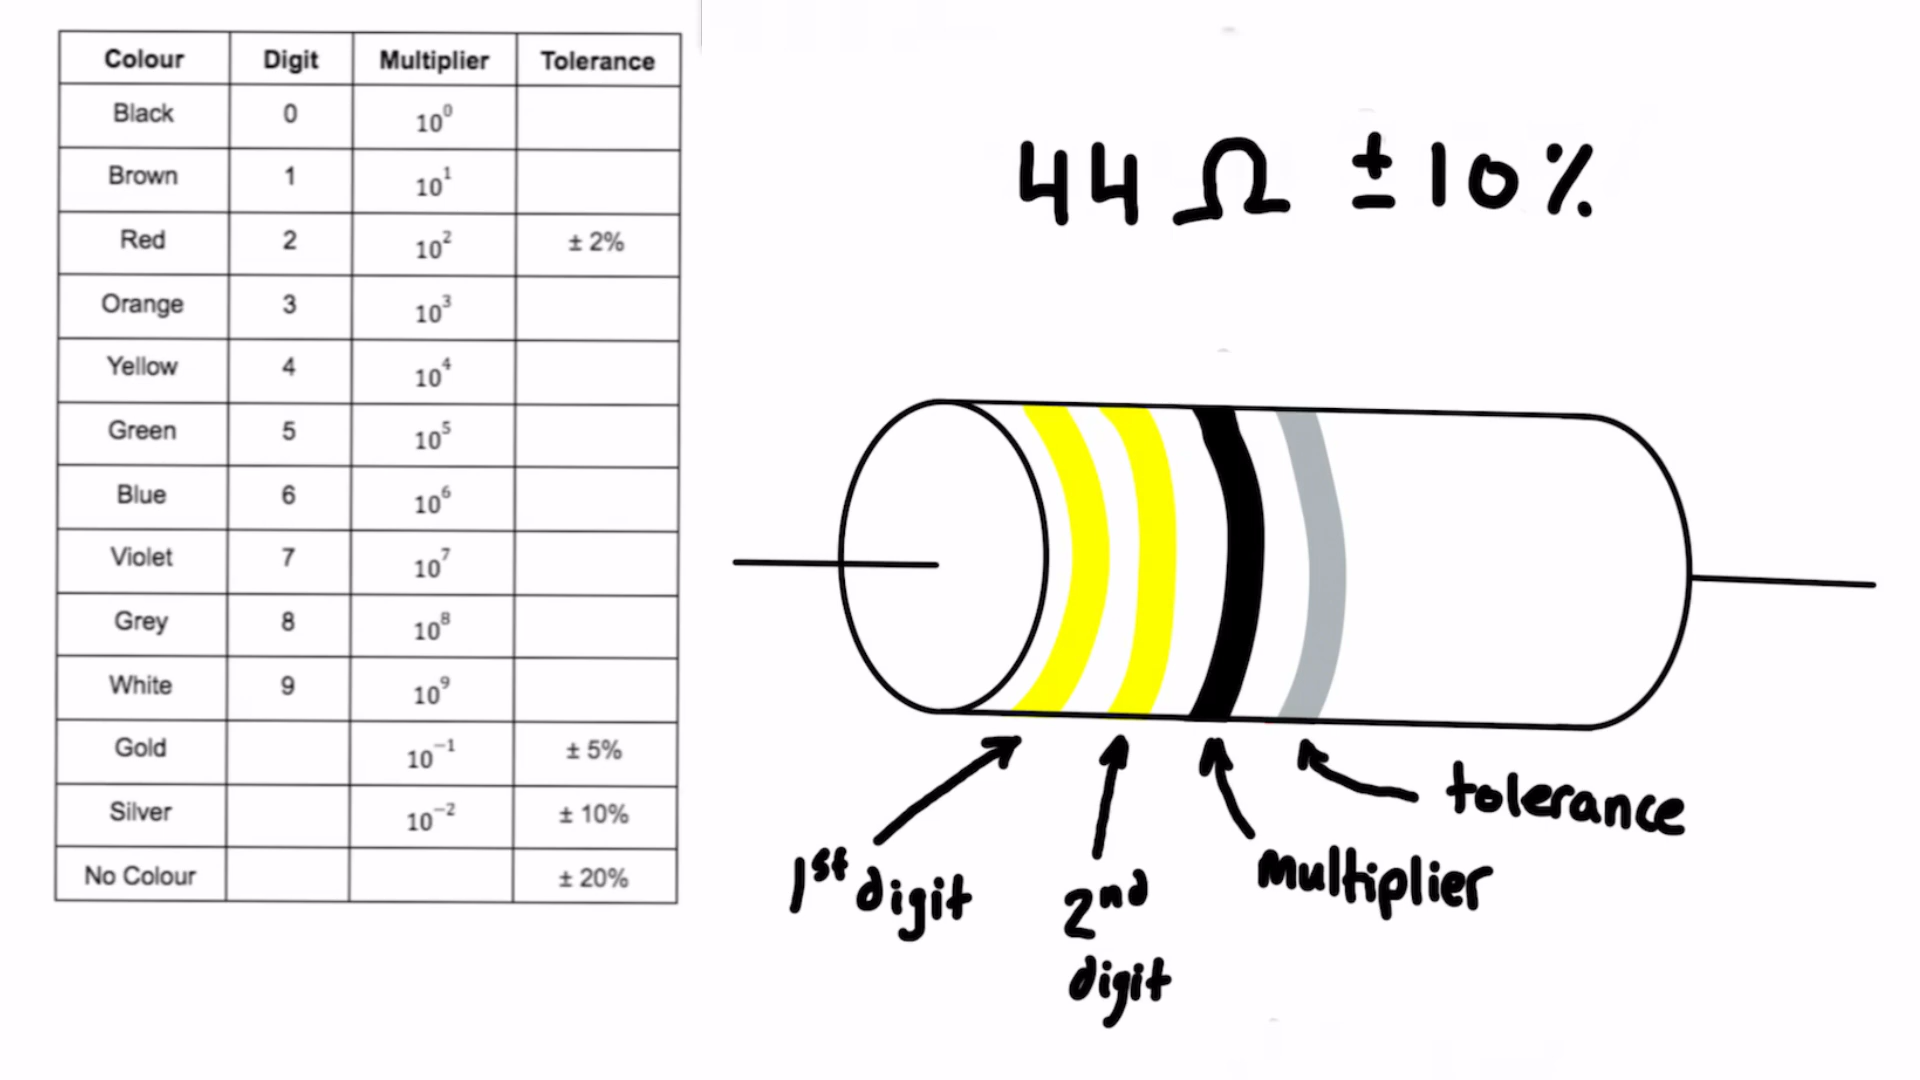 Colour Digit Multiplier Tolerance
Black 0 10⁰
Brown 1 10¹
Red 2 10² ± 2%
Orange 3 10³
Yellow 4 10⁴
Green 5 10⁵
Blue 6 10⁶
Violet 7 10⁷
Grey 8 10⁸
White 9 10⁹
Gold 10⁻¹ ± 5%
Silver 10⁻² ± 10%
No Colour ± 20%
44 Ω ± 10%
1st digit
2nd
digit
multiplier
tolerance